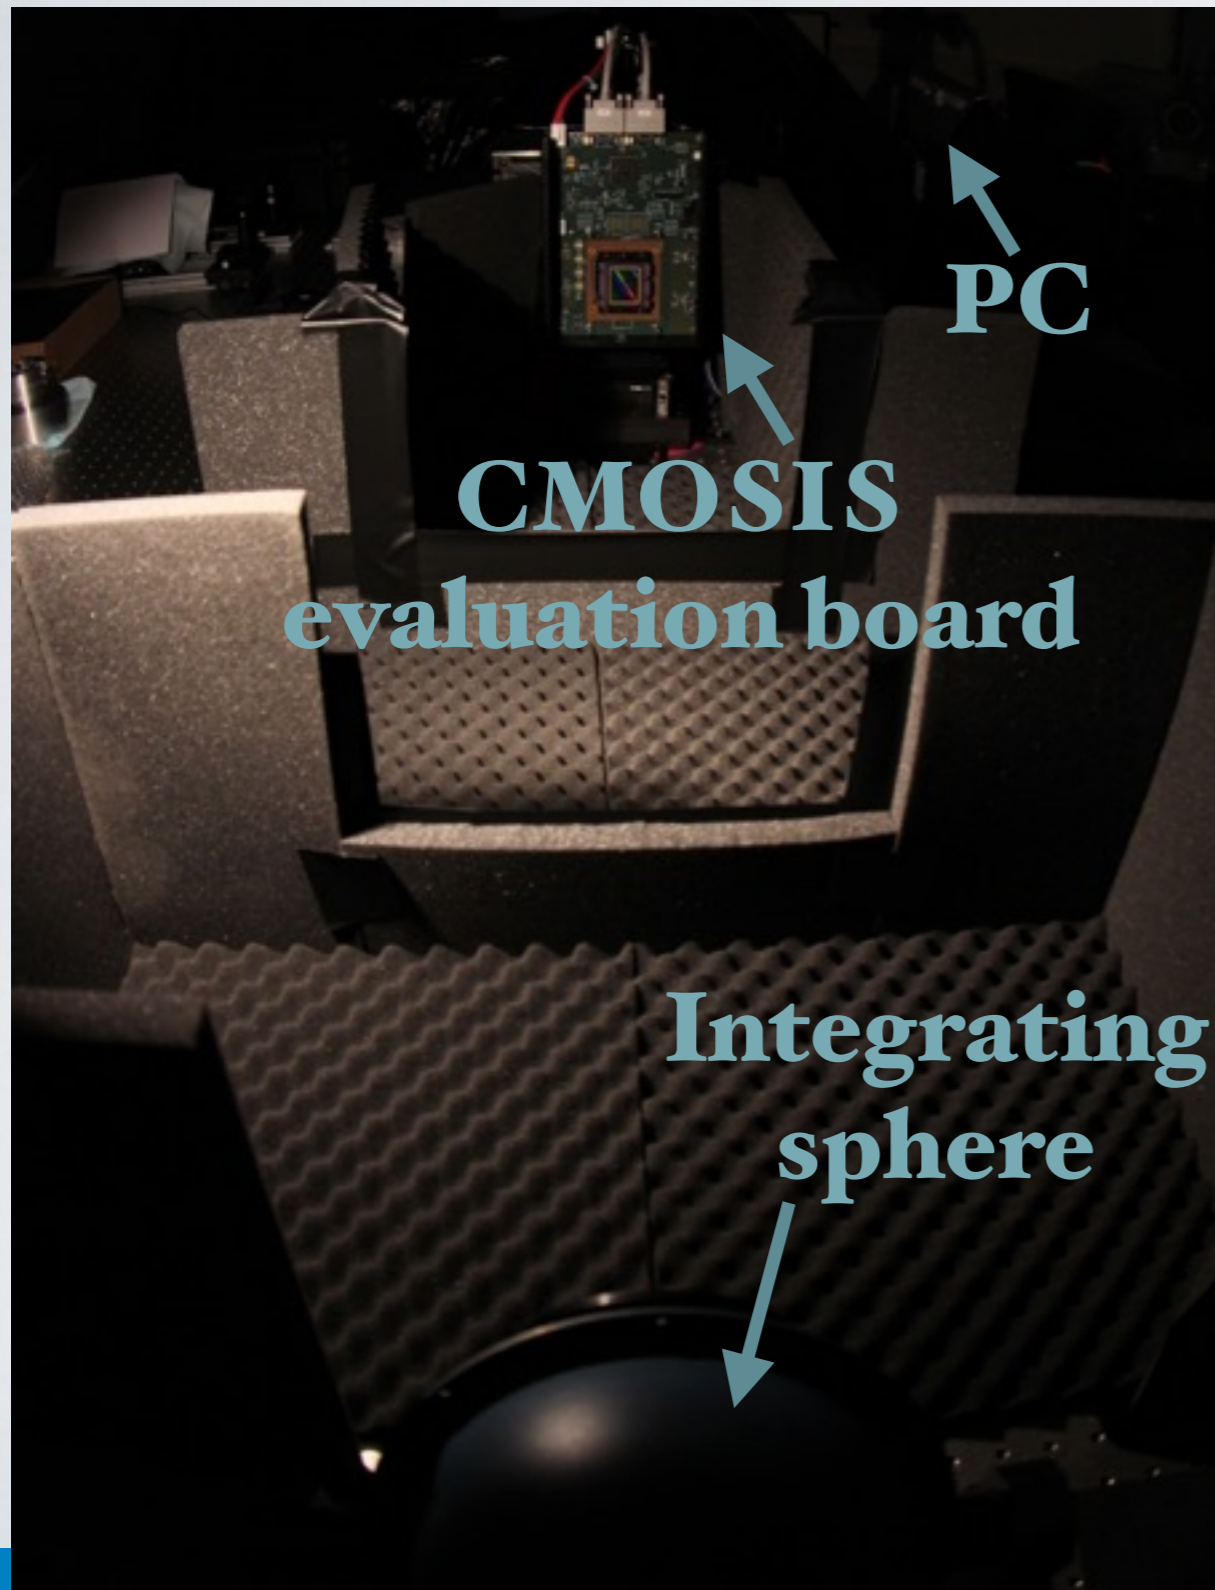 PC
CMOSIS
evaluation board
Integrating
sphere